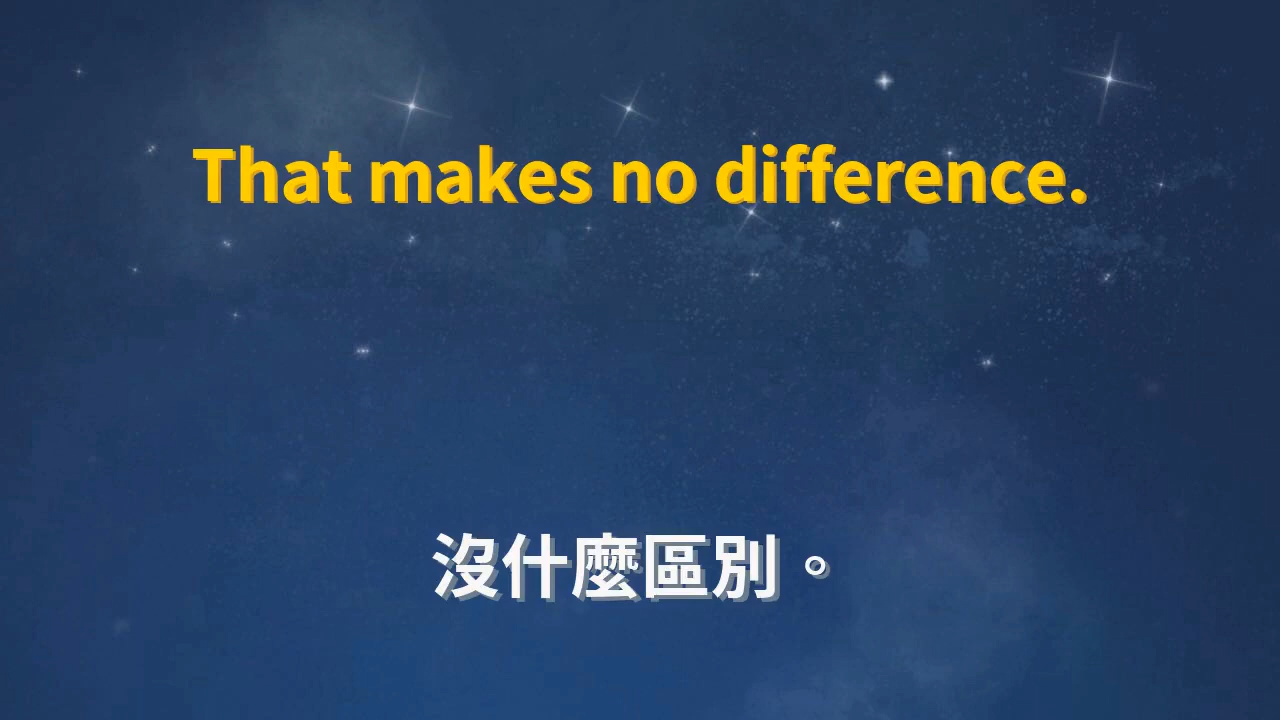 That makes no difference.
沒什麼區別。